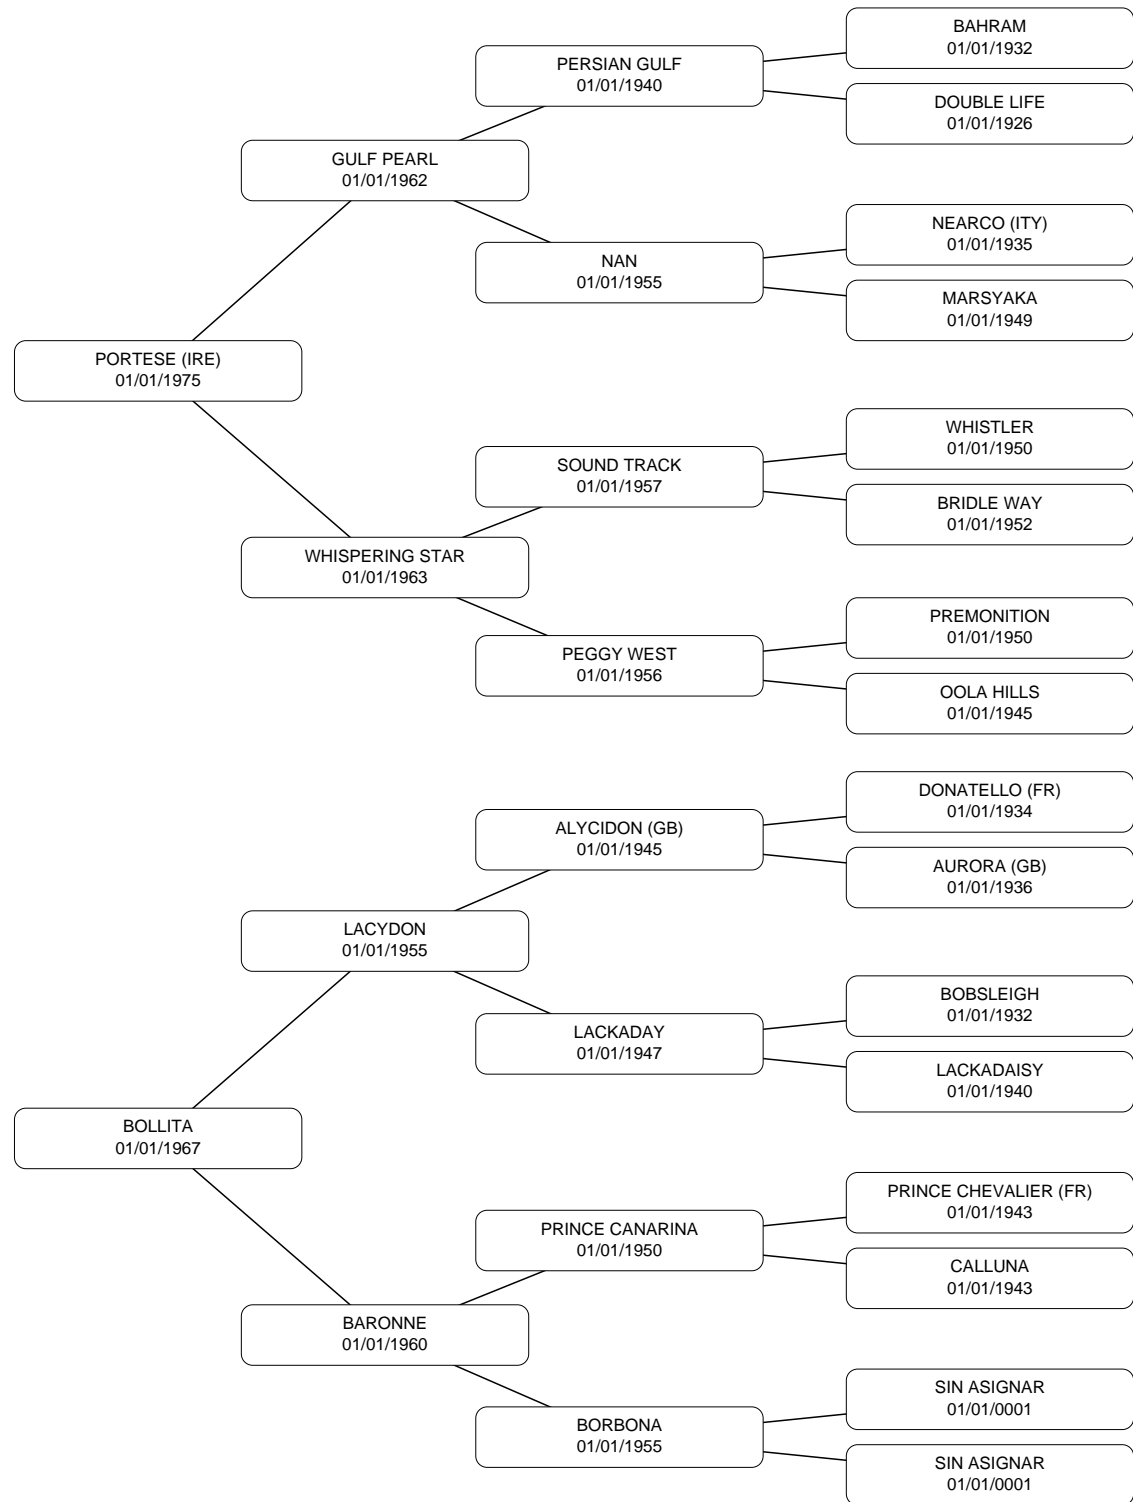 BAHRAM
01/01/1932
PERSIAN GULF
01/01/1940
DOUBLE LIFE
01/01/1926
GULF PEARL
01/01/1962
NEARCO (ITY)
01/01/1935
NAN
01/01/1955
MARSYAKA
01/01/1949
PORTESE (IRE)
01/01/1975
WHISTLER
01/01/1950
SOUND TRACK
01/01/1957
BRIDLE WAY
01/01/1952
WHISPERING STAR
01/01/1963
PREMONITION
01/01/1950
PEGGY WEST
01/01/1956
OOLA HILLS
01/01/1945
DONATELLO (FR)
01/01/1934
ALYCIDON (GB)
01/01/1945
AURORA (GB)
01/01/1936
LACYDON
01/01/1955
BOBSLEIGH
01/01/1932
LACKADAY
01/01/1947
LACKADAISY
01/01/1940
BOLLITA
01/01/1967
PRINCE CHEVALIER (FR)
01/01/1943
PRINCE CANARINA
01/01/1950
CALLUNA
01/01/1943
BARONNE
01/01/1960
SIN ASIGNAR
01/01/0001
BORBONA
01/01/1955
SIN ASIGNAR
01/01/0001